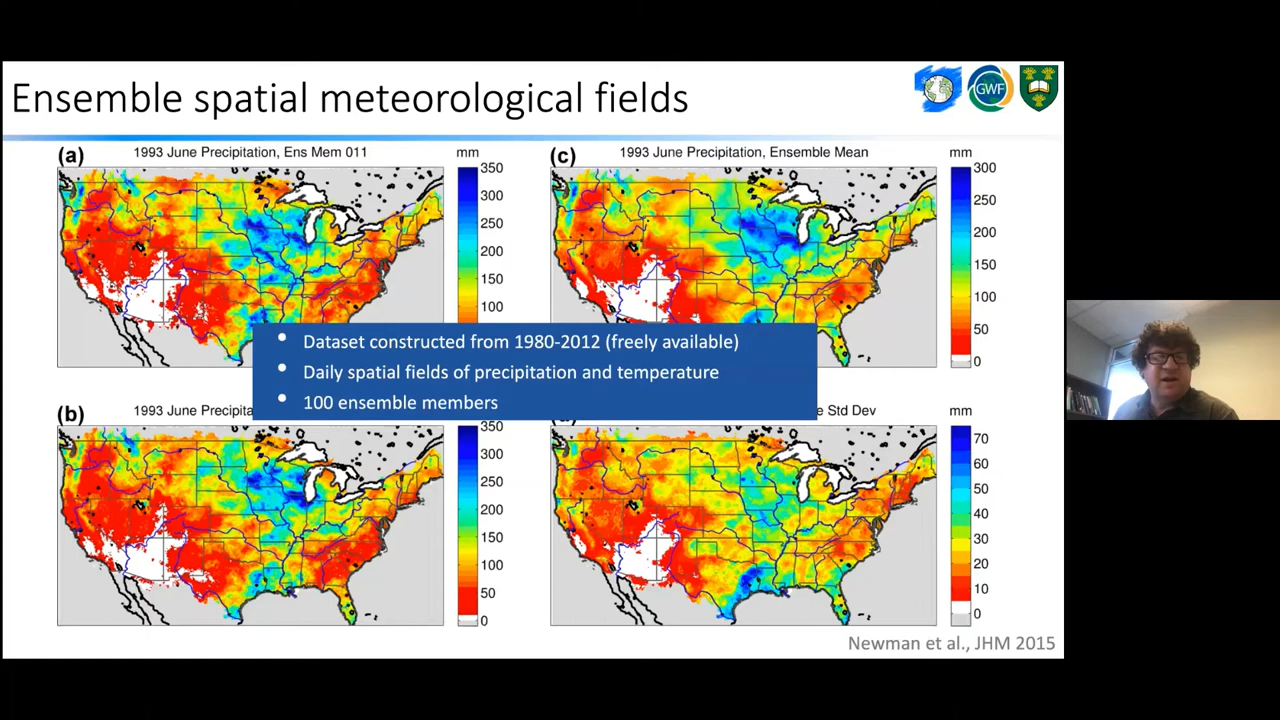 Ensemble spatial meteorological fields
GWF
(a)
1993 June Precipitation, Ens Mem 011
mm
350
300
250
200
150
100
(c)
1993 June Precipitation, Ensemble Mean
mm
300
250
200
150
100
50
0
• Dataset constructed from 1980-2012 (freely available)
• Daily spatial fields of precipitation and temperature
• 100 ensemble members
(b)
1993 June Precipita
350
300
250
200
150
100
50
0
e Std Dev
mm
70
60
50
40
30
20
10
0
Newman et al., JHM 2015